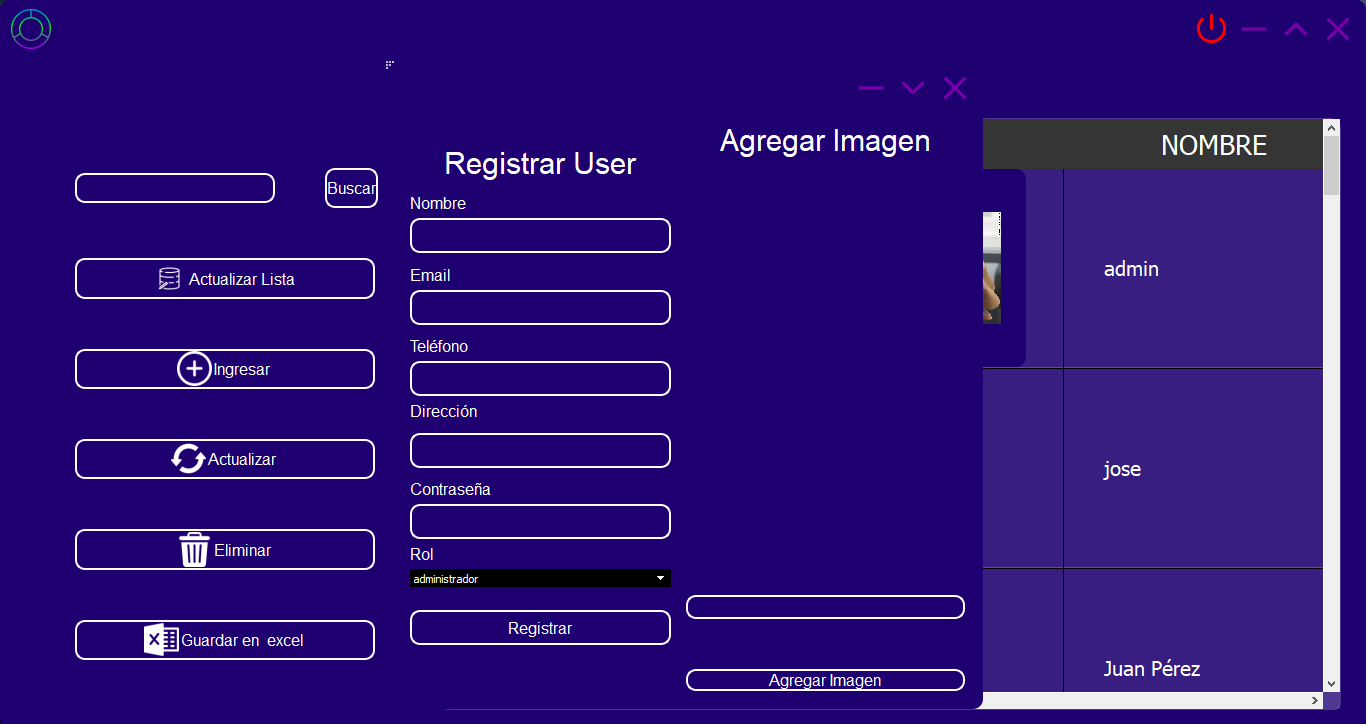 Buscar
Actualizar Lista
Ingresar
Actualizar
Eliminar
Guardar en excel
Registrar User
Nombre
Email
Teléfono
Dirección
Contraseña
Rol
administrador
Registrar
Agregar Imagen
Agregar Imagen
NOMBRE
admin
jose
Juan Pérez